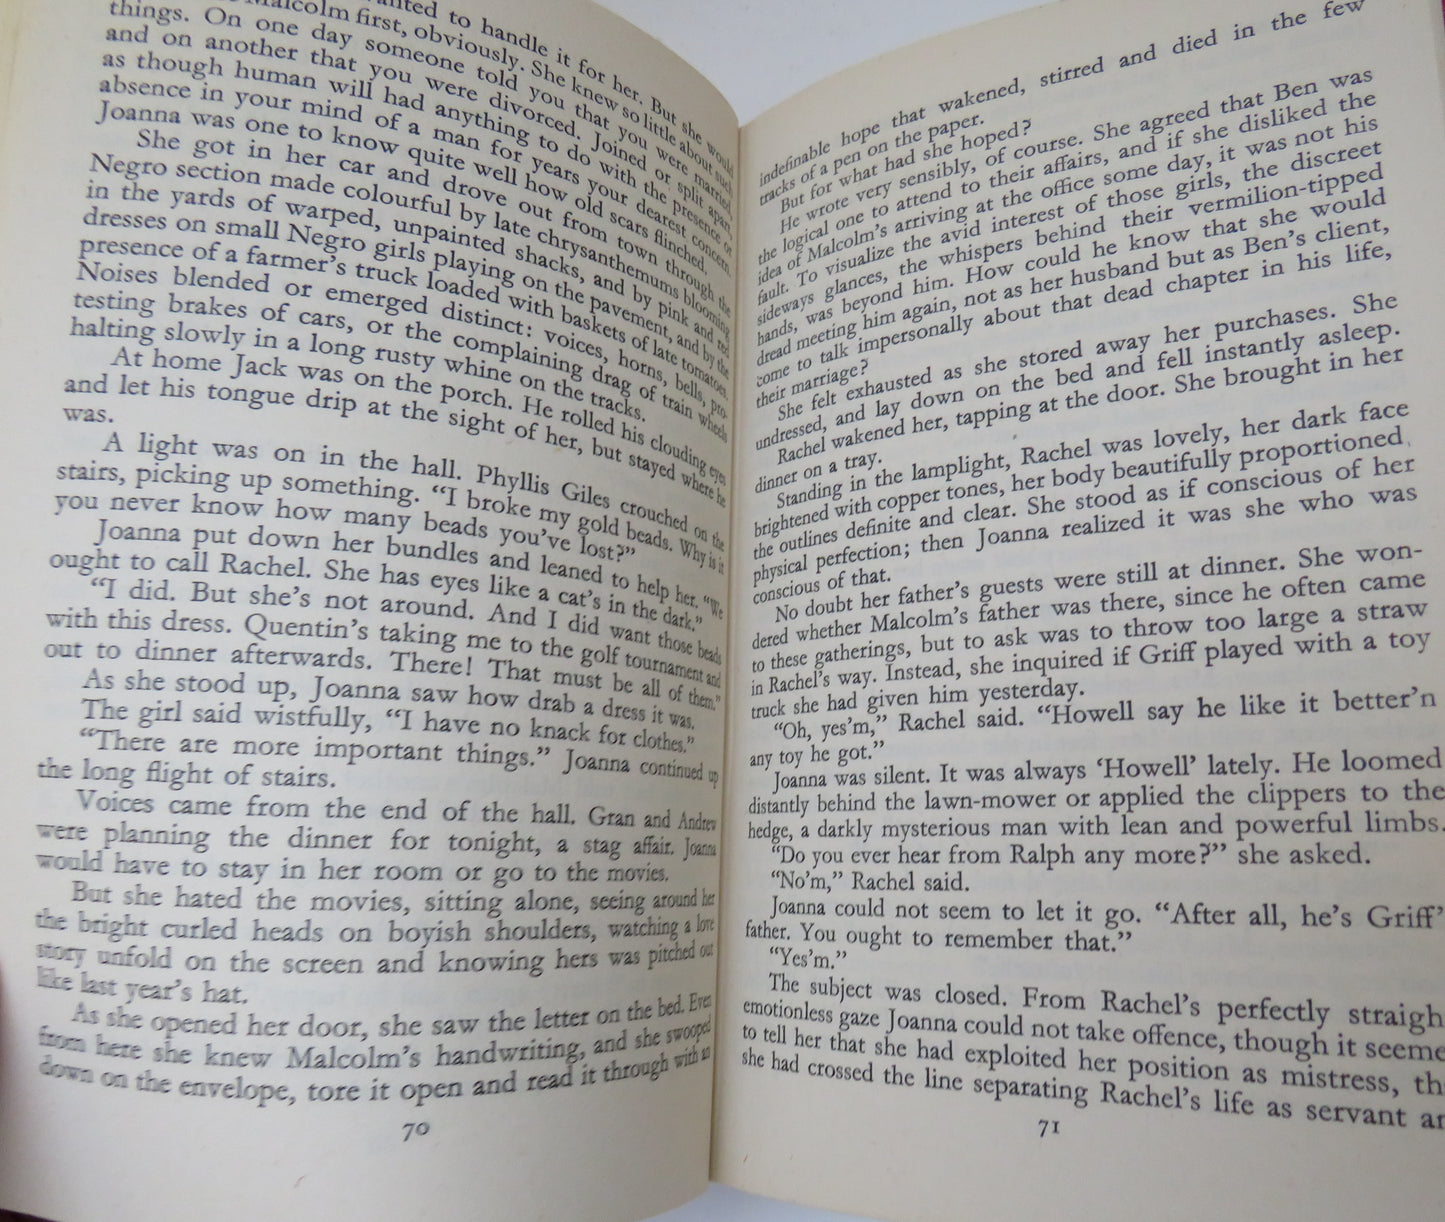 to handle it for her. But she would
Malcolm first, obviously. She knew so little about such
things. On one day someone told you that you were married,
and on another that you were divorced. Joined or split apart,
as though human will had anything to do with the presence or
absence in your mind of a man for years your dearest concern.
Joanna was one to know quite well how old scars flinched.
She got in her car and drove out from town through the
Negro section made colourful by late chrysanthemums blooming
in the yards of warped, unpainted shacks, and by pink and red
dresses on small Negro girls playing on the pavement, and by the
presence of a farmer's truck loaded with baskets of late tomatoes.
Noises blended or emerged distinct: voices, horns, bells, pro-
testing brakes of cars, or the complaining drag of train wheels
halting slowly in a long rusty whine on the tracks.
At home Jack was on the porch. He rolled his clouding eyes
and let his tongue drip at the sight of her, but stayed where he
was.
A light was on in the hall. Phyllis Giles crouched on the
stairs, picking up something. “I broke my gold beads. Why is it
you never know how many beads you've lost?”
Joanna put down her bundles and leaned to help her. “We
ought to call Rachel. She has eyes like a cat's in the dark.”
“I did. But she's not around. And I did want those beads
with this dress. Quentin's taking me to the golf tournament and
out to dinner afterwards. There! That must be all of them.”
As she stood up, Joanna saw how drab a dress it was.
The girl said wistfully, “I have no knack for clothes.”
“There are more important things.” Joanna continued up
the long flight of stairs.
Voices came from the end of the hall. Gran and Andrew
were planning the dinner for tonight, a stag affair. Joanna
would have to stay in her room or go to the movies.
But she hated the movies, sitting alone, seeing around her
the bright curled heads on boyish shoulders, watching a love
story unfold on the screen and knowing hers was pitched out
like last year's hat.
As she opened her door, she saw the letter on the bed. Even
from here she knew Malcolm's handwriting, and she swooped
down on the envelope, tore it open and read it through with an
70
indefinable hope that wakened, stirred and died in the few
tracks of a pen on the paper.
But for what had she hoped?
He wrote very sensibly, of course. She agreed that Ben was
the logical one to attend to their affairs, and if she disliked the
idea of Malcolm's arriving at the office some day, it was not his
fault. To visualize the avid interest of those girls, the discreet
sideways glances, the whispers behind their vermilion-tipped
hands, was beyond him. How could he know that she would
dread meeting him again, not as her husband but as Ben's client,
come to talk impersonally about that dead chapter in his life,
their marriage?
She felt exhausted as she stored away her purchases. She
undressed, and lay down on the bed and fell instantly asleep.
Rachel wakened her, tapping at the door. She brought in her
dinner on a tray.
Standing in the lamplight, Rachel was lovely, her dark face
brightened with copper tones, her body beautifully proportioned,
the outlines definite and clear. She stood as if conscious of her
physical perfection; then Joanna realized it was she who was
conscious of that.
No doubt her father's guests were still at dinner. She won-
dered whether Malcolm's father was there, since he often came
to these gatherings, but to ask was to throw too large a straw
in Rachel's way. Instead, she inquired if Griff played with a toy
truck she had given him yesterday.
“Oh, yes'm,” Rachel said. “Howell say he like it better'n
any toy he got.”
Joanna was silent. It was always ‘Howell’ lately. He loomed
distantly behind the lawn-mower or applied the clippers to the
hedge, a darkly mysterious man with lean and powerful limbs.
“Do you ever hear from Ralph any more?” she asked.
“No'm,” Rachel said.
Joanna could not seem to let it go. “After all, he's Griff'
father. You ought to remember that.”
“Yes'm.”
The subject was closed. From Rachel's perfectly straigh
emotionless gaze Joanna could not take offence, though it seeme
to tell her that she had exploited her position as mistress, th
she had crossed the line separating Rachel's life as servant an
71